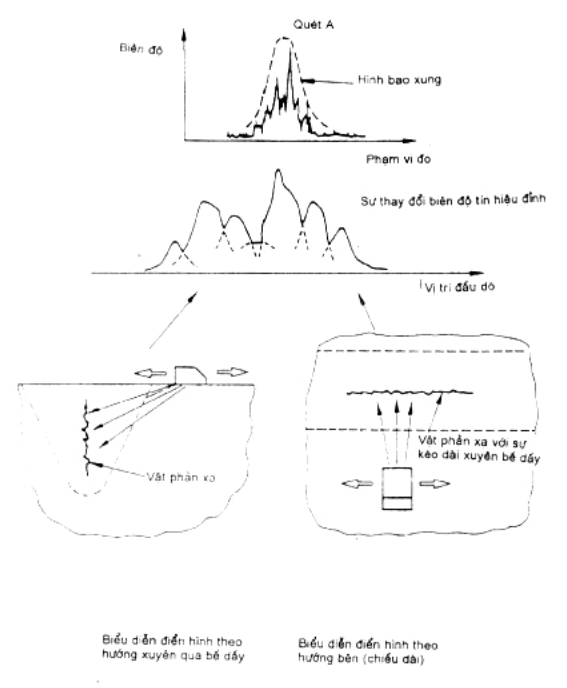 Quét A
Biên độ
Hình bao xung
Phạm vi đo
Sự thay đổi biên độ tín hiệu đỉnh
Vị trí đầu dò
Vật phản xạ
Vật phản xạ với sự
kéo dài xuyên bề dầy
Biểu diễn điển hình theo
hướng xuyên qua bề dầy
Biểu diễn điển hình theo
hướng bên (chiều dài)